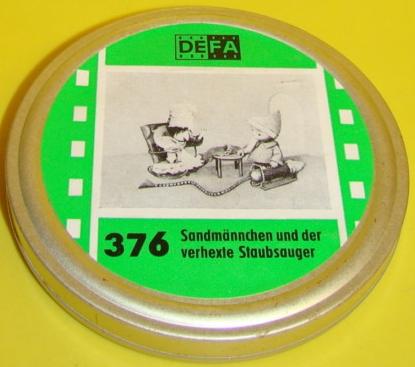 DEFA
376 Sandmännchen und der
verhexte Staubsauger